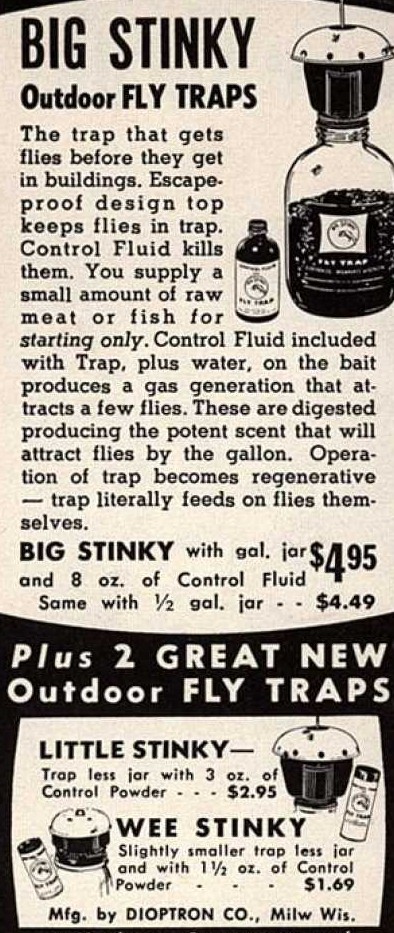 BIG STINKY
Outdoor FLY TRAPS
The trap that gets
flies before they get
in buildings. Escape-
proof design top
keeps flies in trap.
Control Fluid kills
them. You supply a
small amount of raw
meat or fish for
starting only. Control Fluid included
with Trap, plus water, on the bait
produces a gas generation that at-
tracts a few flies. These are digested
producing the potent scent that will
attract flies by the gallon. Opera-
tion of trap becomes regenerative
— trap literally feeds on flies them-
selves.
BIG STINKY with gal. jar $4.95
and 8 oz. of Control Fluid
Same with ½ gal. jar - - $4.49
FLY TRAP
FLY TRAP
Plus 2 GREAT NEW
Outdoor FLY TRAPS
LITTLE STINKY—
Trap less jar with 3 oz. of
Control Powder - - - $2.95
WEE STINKY
Slightly smaller trap less jar
and with 1½ oz. of Control
Powder - - - $1.69
Mfg. by DIOPTRON CO., Milw Wis.